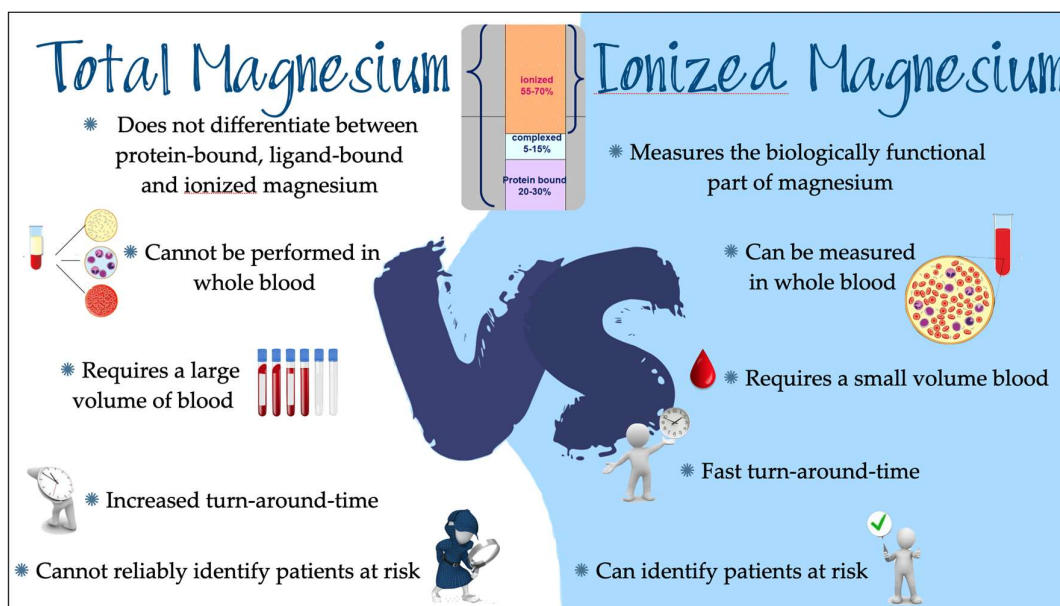 Total Magnesium
Ionized Magnesium
ionized
55-70%
complexed
5-15%
Protein bound
20-30%
Does not differentiate between
protein-bound, ligand-bound
and ionized magnesium
Cannot be performed in
whole blood
Requires a large
volume of blood
Increased turn-around-time
Cannot reliably identify patients at risk
VS
Measures the biologically functional
part of magnesium
Can be measured
in whole blood
Requires a small volume blood
Fast turn-around-time
Can identify patients at risk